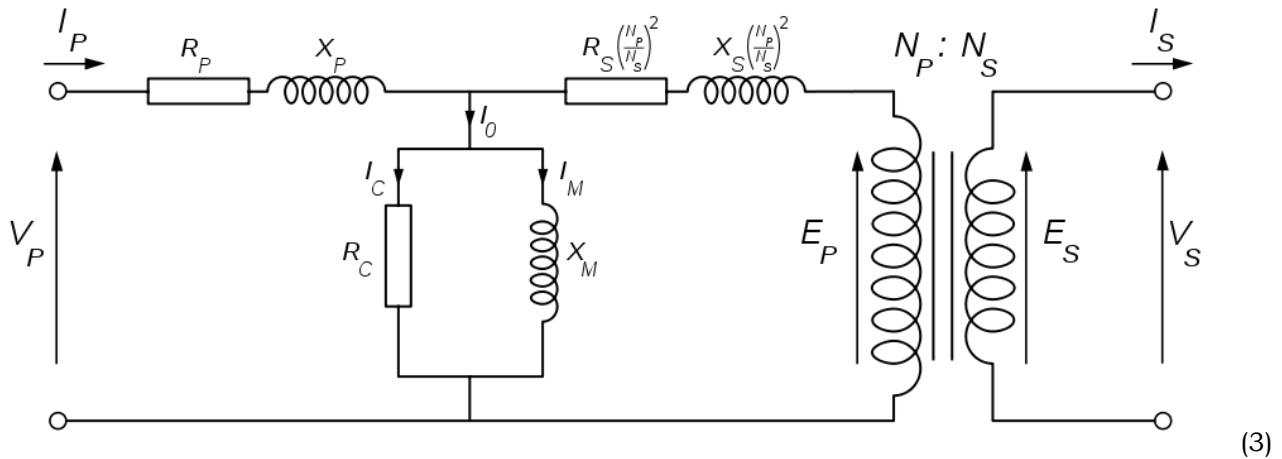 I_P
R_P
X_P
R_S(N_P/N_S)^2
X_S(N_P/N_S)^2
N_P : N_S
I_S
I_0
I_C
I_M
V_P
R_C
X_M
E_P
E_S
V_S
(3)